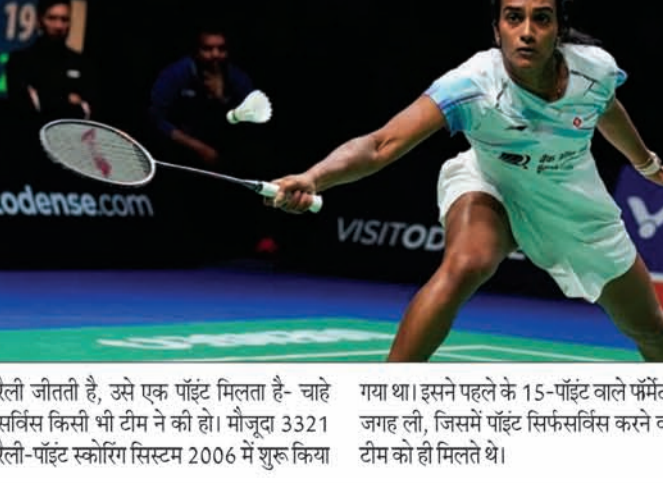 19
odense.com
VISITOD
रैली जीतती है, उसे एक पॉइंट मिलता है- चाहे
सर्विस किसी भी टीम ने की हो। मौजूदा 3321
रैली-पॉइंट स्कोरिंग सिस्टम 2006 में शुरू किया
गया था। इसने पहले के 15-पॉइंट वाले फॉर्मेट
जगह ली, जिसमें पॉइंट सिर्फसर्विस करने व
टीम को ही मिलते थे।